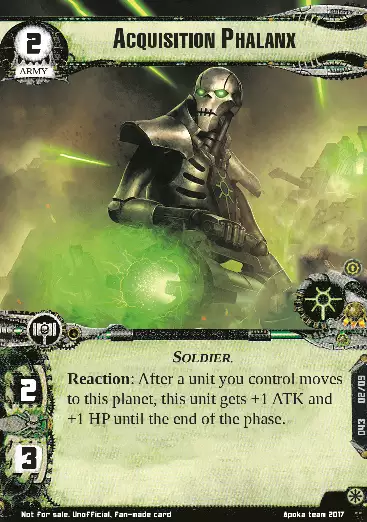 2
ARMY
Acquisition Phalanx
Soldier.
2
Reaction: After a unit you control moves
to this planet, this unit gets +1 ATK and
+1 HP until the end of the phase.
3
043 02/09
Not for sale. Unofficial. Fan-made card
Apoka team 2017